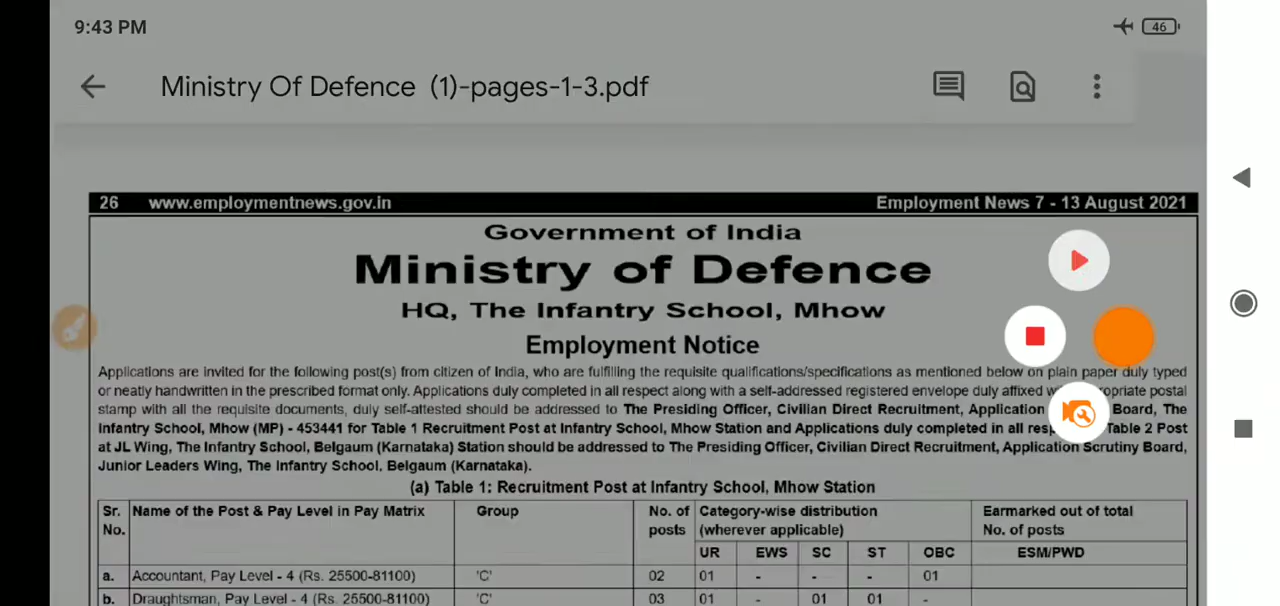 9:43 PM
46
Ministry Of Defence (1)-pages-1-3.pdf
26 www.employmentnews.gov.in Employment News 7 - 13 August 2021
Government of India
Ministry of Defence
HQ, The Infantry School, Mhow
Employment Notice
Applications are invited for the following post(s) from citizen of India, who are fulfilling the requisite qualifications/specifications as mentioned below on plain paper duly typed
or neatly handwritten in the prescribed format only. Applications duly completed in all respect along with a self-addressed registered envelope duly affixed postal
stamp with all the requisite documents, duly self-attested should be addressed to The Presiding Officer, Civilian Direct Recruitment, Application Board, The
Infantry School, Mhow (MP) - 453441 for Table 1 Recruitment Post at Infantry School, Mhow Station and Applications duly completed in all Table 2 Post
at JL Wing, The Infantry School, Belgaum (Karnataka) Station should be addressed to The Presiding Officer, Civilian Direct Recruitment, Application Scrutiny Board,
Junior Leaders Wing, The Infantry School, Belgaum (Karnataka).
(a) Table 1: Recruitment Post at Infantry School, Mhow Station
Sr. No. Name of the Post & Pay Level in Pay Matrix Group No. of posts Category-wise distribution (wherever applicable) Earmarked out of total No. of posts
UR EWS SC ST OBC ESM/PWD
a. Accountant, Pay Level - 4 (Rs. 25500-81100) 'C' 02 01 - - - 01
b. Draughtsman, Pay Level - 4 (Rs. 25500-81100) 'C' 03 01 - 01 01 -